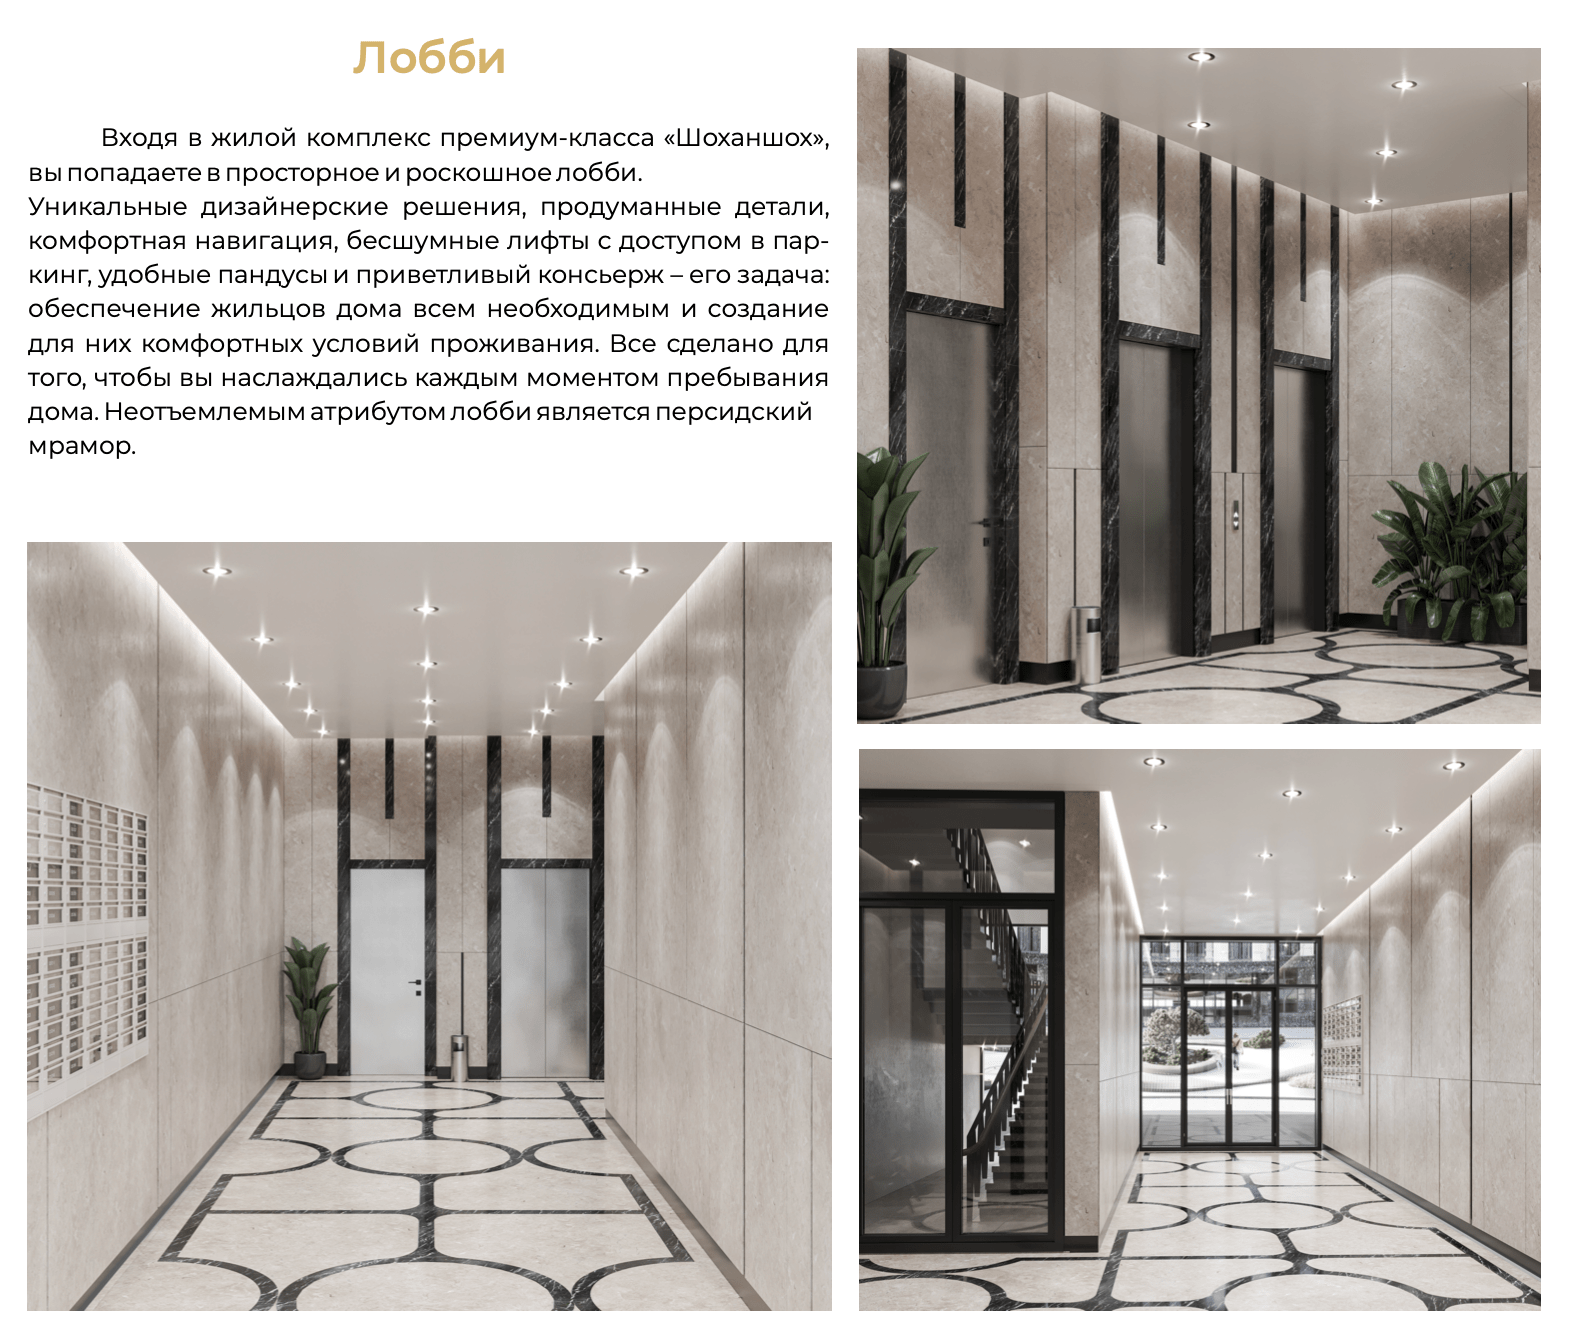 Лобби
Входя в жилой комплекс премиум-класса «Шоханшох»,
вы попадаете в просторное и роскошное лобби.
Уникальные дизайнерские решения, продуманные детали,
комфортная навигация, бесшумные лифты с доступом в пар-
кинг, удобные пандусы и приветливый консьерж – его задача:
обеспечение жильцов дома всем необходимым и создание
для них комфортных условий проживания. Все сделано для
того, чтобы вы наслаждались каждым моментом пребывания
дома. Неотъемлемым атрибутом лобби является персидский
мрамор.